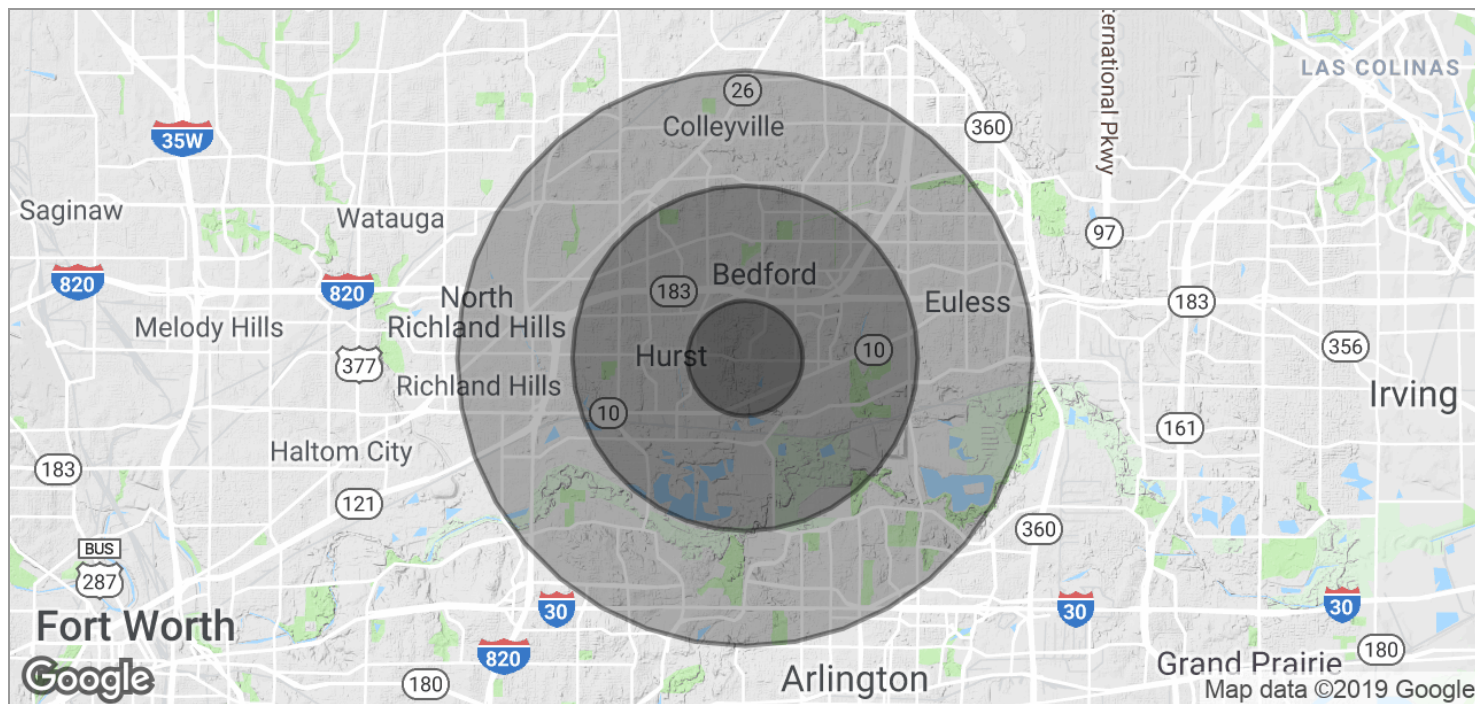 26
LAS COLINAS
ternational Pkwy
35W
Colleyville
360
Saginaw
Watauga
97
820
820
183
Bedford
North
Richland Hills
Euless
183
Melody Hills
377
Hurst
10
356
Richland Hills
Irving
10
161
Haltom City
183
121
360
BUS
287
30
30
30
Fort Worth
820
180
Google
180
Arlington
Grand Prairie
Map data ©2019 Google